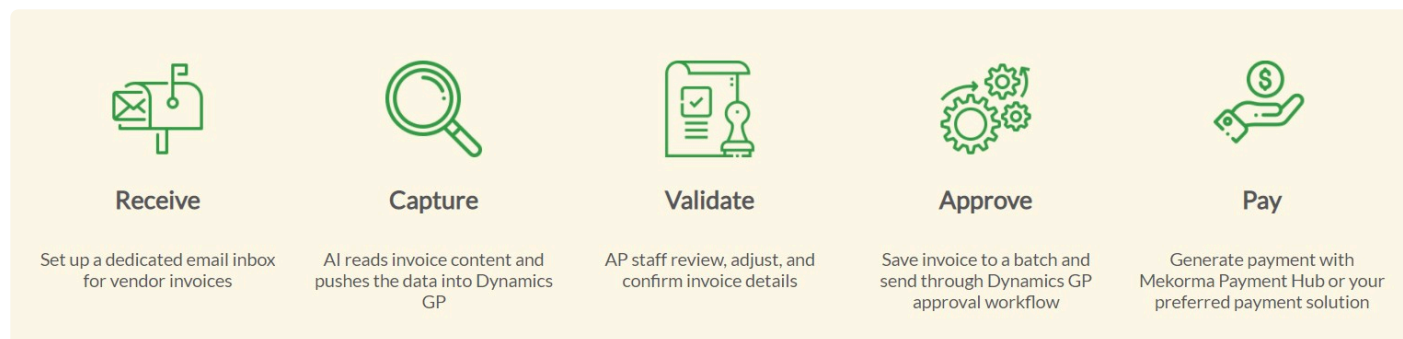 Receive
Set up a dedicated email inbox
for vendor invoices
Capture
AI reads invoice content and
pushes the data into Dynamics
GP
Validate
AP staff review, adjust, and
confirm invoice details
Approve
Save invoice to a batch and
send through Dynamics GP
approval workflow
$
Pay
Generate payment with
Mekorma Payment Hub or your
preferred payment solution